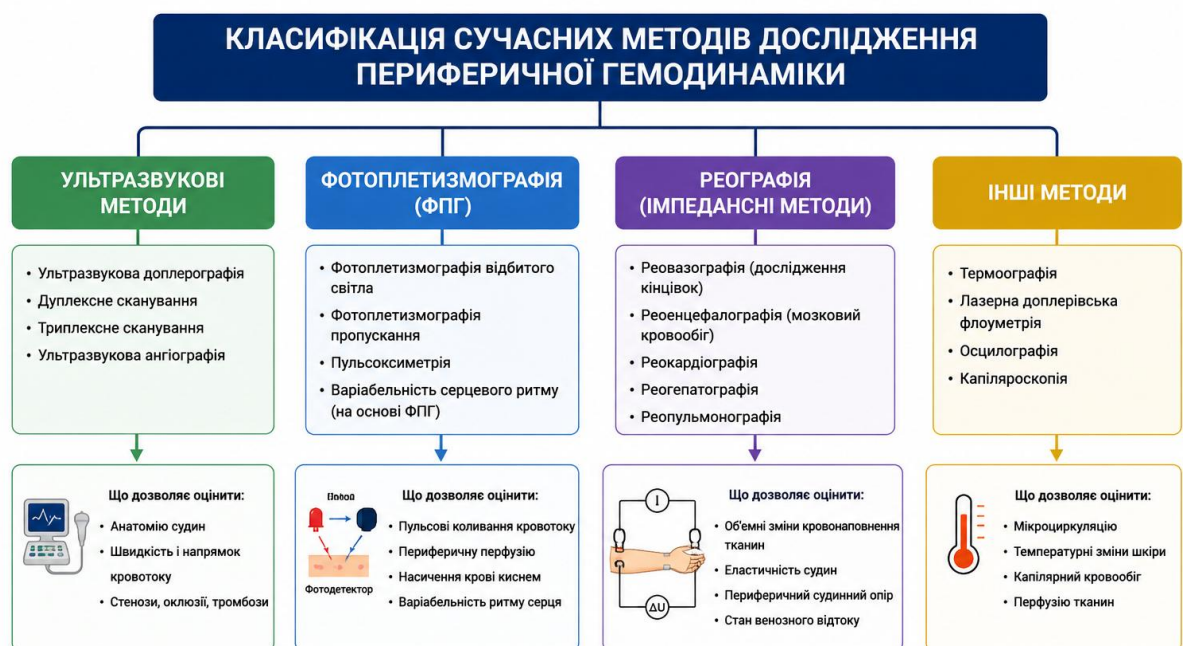 КЛАСИФІКАЦІЯ СУЧАСНИХ МЕТОДІВ ДОСЛІДЖЕННЯ
ПЕРИФЕРИЧНОЇ ГЕМОДИНАМІКИ
УЛЬТРАЗВУКОВІ
МЕТОДИ
• Ультразвукова доплерографія
• Дуплексне сканування
• Триплексне сканування
• Ультразвукова ангіографія
Що дозволяє оцінити:
• Анатомію судин
• Швидкість і напрямок
кровотоку
• Стенози, оклюзії, тромбози
ФОТОПЛЕТИЗМОГРАФІЯ
(ФПГ)
• Фотоплетизмографія відбитого
світла
• Фотоплетизмографія
пропускання
• Пульсоксиметрія
• Варіабельність серцевого ритму
(на основі ФПГ)
Фотодетектор
Що дозволяє оцінити:
• Пульсові коливання кровотоку
• Периферичну перфузію
• Насичення крові киснем
• Варіабельність ритму серця
РЕОГРАФІЯ
(ІМПЕДАНСНІ МЕТОДИ)
• Реовазографія (дослідження
кінцівок)
• Реоенцефалографія (мозковий
кровообіг)
• Реокардіографія
• Реогепатографія
• Реопульмонографія
I
ΔU
Що дозволяє оцінити:
• Об'ємні зміни кровонаповнення
тканин
• Еластичність судин
• Периферичний судинний опір
• Стан венозного відтоку
ІНШІ МЕТОДИ
• Термоографія
• Лазерна доплерівська
флоуметрія
• Осцилографія
• Капіляроскопія
Що дозволяє оцінити:
• Мікроциркуляцію
• Температурні зміни шкіри
• Капілярний кровообіг
• Перфузію тканин